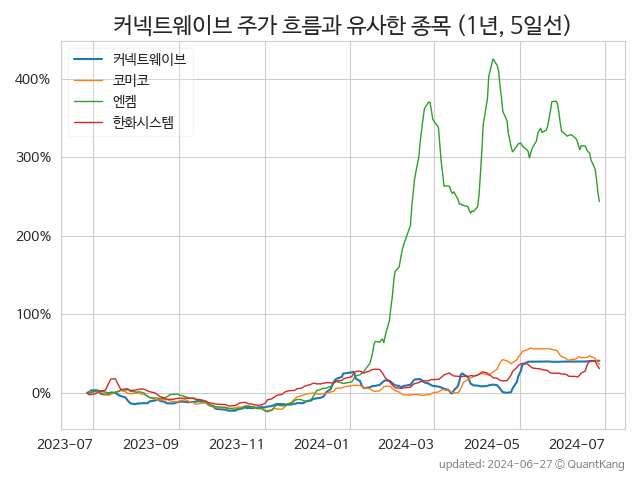 커넥트웨이브 주가 흐름과 유사한 종목 (1년, 5일선)
커넥트웨이브
코미코
엔켐
한화시스템
400%
300%
200%
100%
0%
2023-07 2023-09 2023-11 2024-01 2024-03 2024-05 2024-07
updated: 2024-06-27 © QuantKang